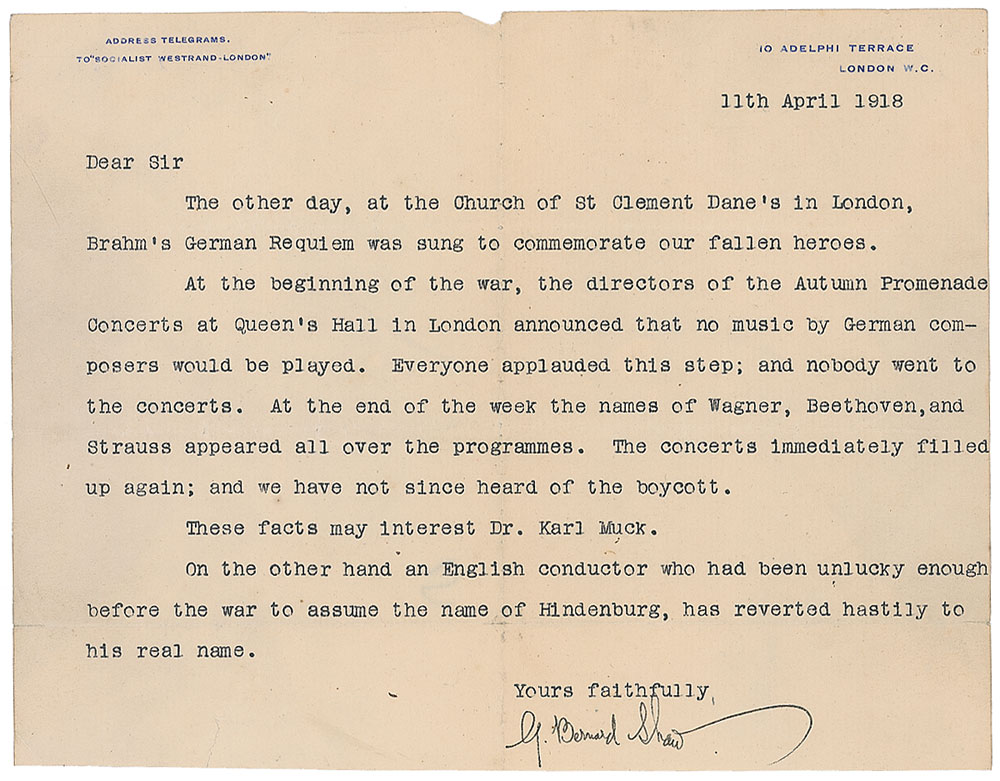 ADDRESS TELEGRAMS.
TO "SOCIALIST WESTRAND-LONDON"
10 ADELPHI TERRACE
LONDON W.C.
11th April 1918
Dear Sir
The other day, at the Church of St Clement Dane's in London,
Brahm's German Requiem was sung to commemorate our fallen heroes.
At the beginning of the war, the directors of the Autumn Promenade
Concerts at Queen's Hall in London announced that no music by German com-
posers would be played. Everyone applauded this step; and nobody went to
the concerts. At the end of the week the names of Wagner, Beethoven,and
Strauss appeared all over the programmes. The concerts immediately filled
up again; and we have not since heard of the boycott.
These facts may interest Dr. Karl Muck.
On the other hand an English conductor who had been unlucky enough
before the war to assume the name of Hindenburg, has reverted hastily to
his real name.
Yours faithfully,
G. Bernard Shaw